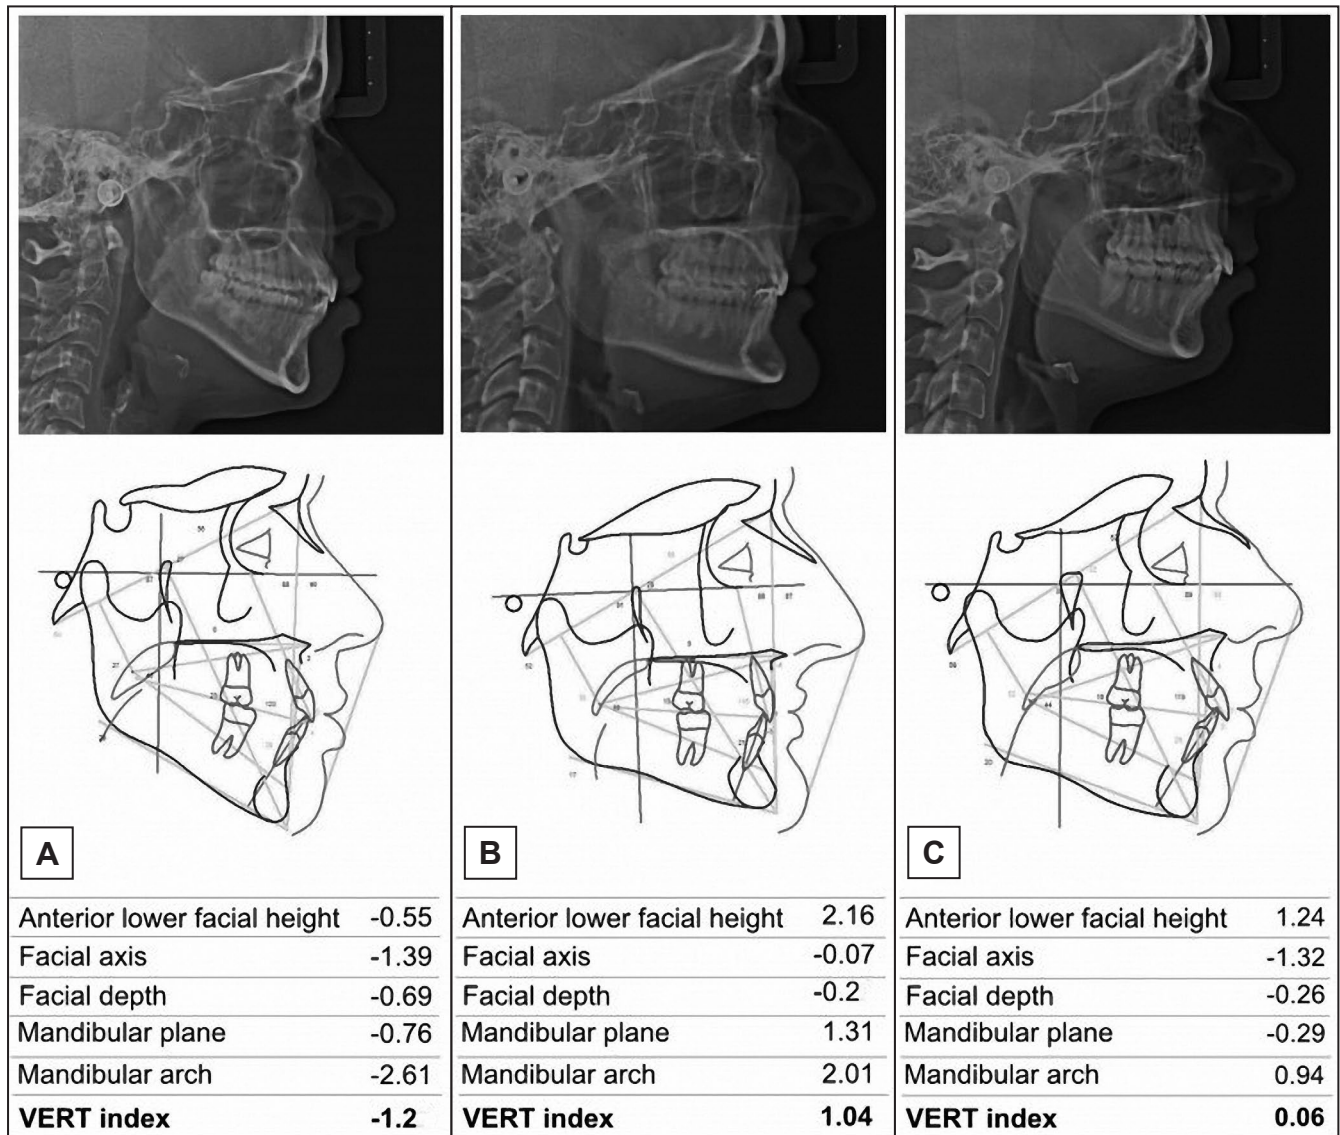 A
B
C
Anterior lower facial height -0.55
Facial axis -1.39
Facial depth -0.69
Mandibular plane -0.76
Mandibular arch -2.61
VERT index -1.2
Anterior lower facial height 2.16
Facial axis -0.07
Facial depth -0.2
Mandibular plane 1.31
Mandibular arch 2.01
VERT index 1.04
Anterior lower facial height 1.24
Facial axis -1.32
Facial depth -0.26
Mandibular plane -0.29
Mandibular arch 0.94
VERT index 0.06